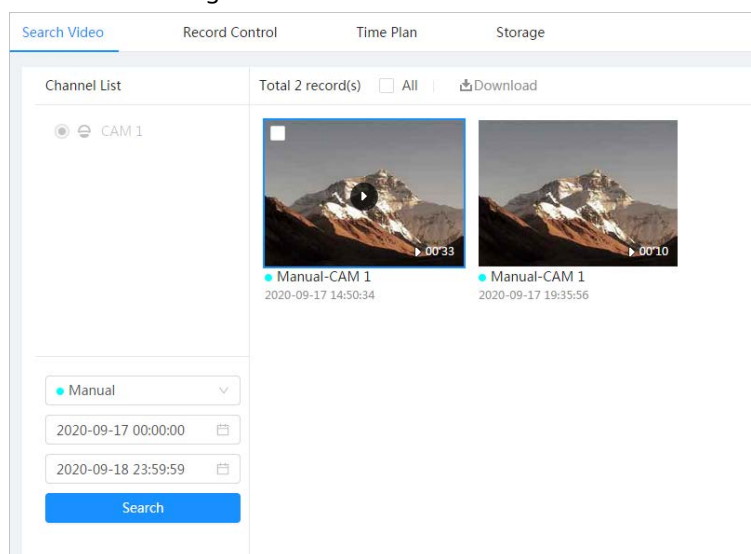 Search Video Record Control Time Plan Storage
Channel List
CAM 1
Total 2 record(s) All Download
00'33
Manual-CAM 1
2020-09-17 14:50:34
00'10
Manual-CAM 1
2020-09-17 19:35:56
Manual
2020-09-17 00:00:00
2020-09-18 23:59:59
Search